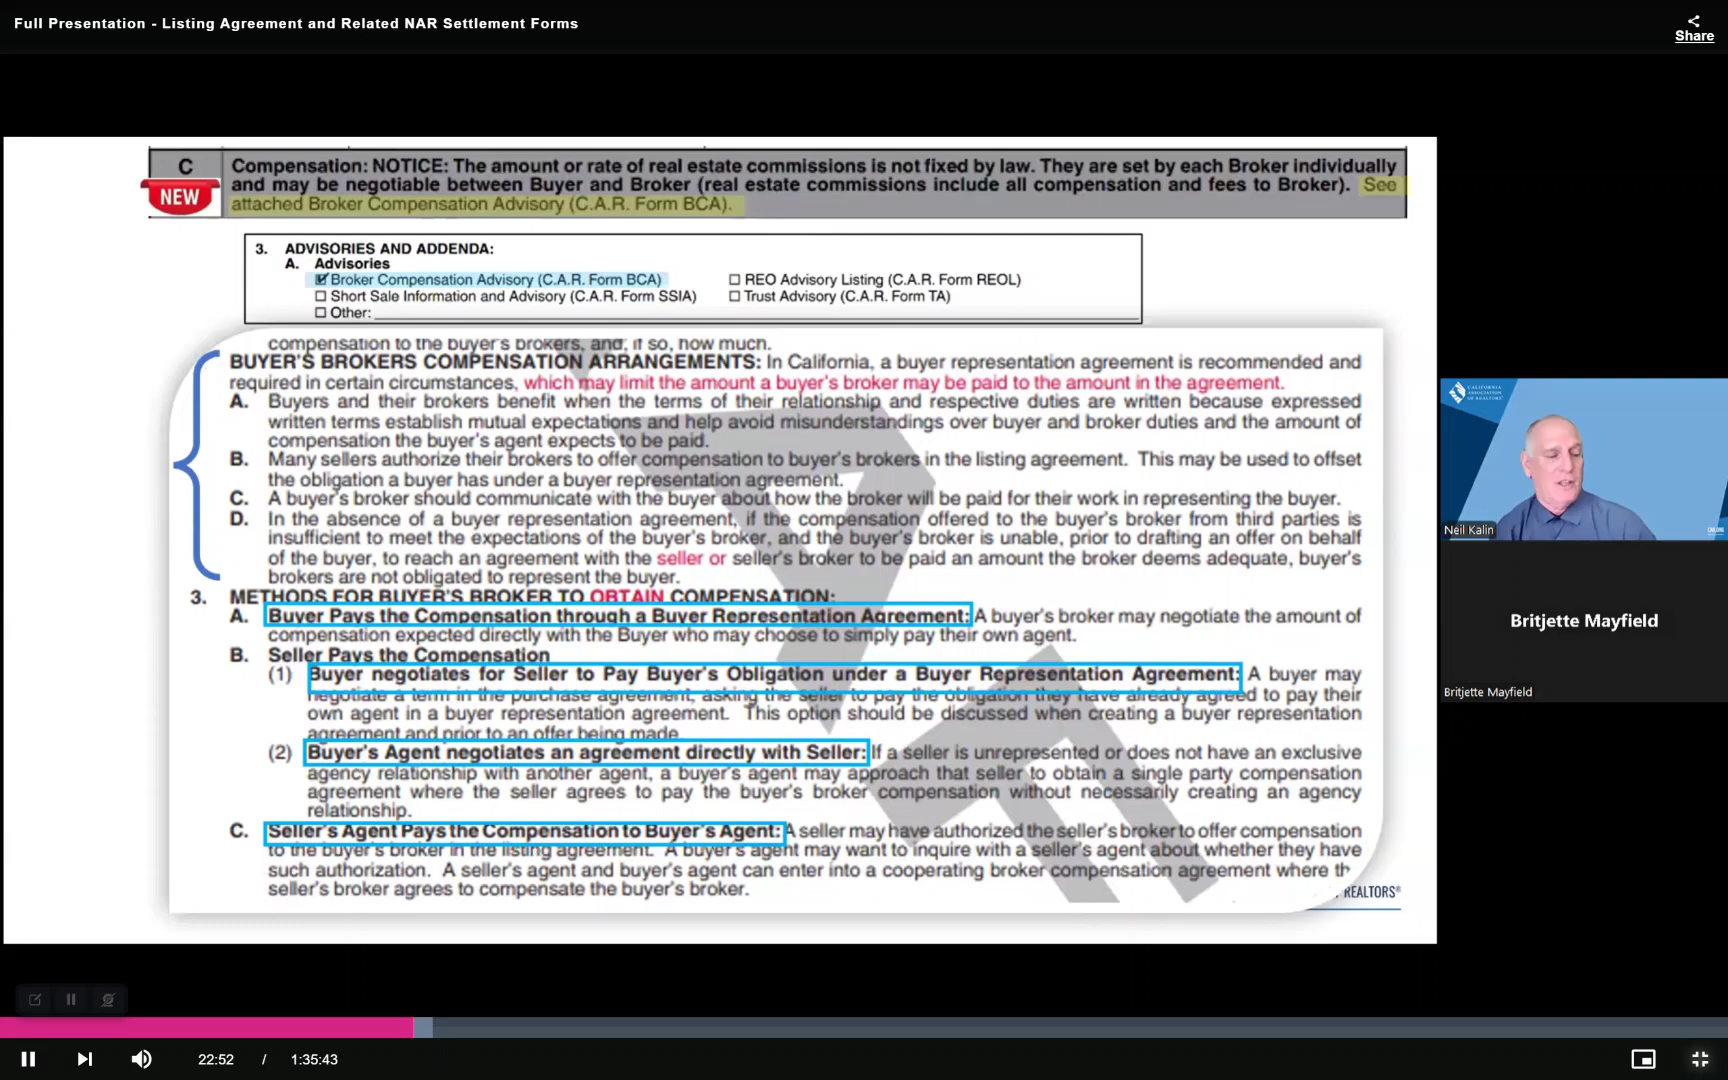 Full Presentation - Listing Agreement and Related NAR Settlement Forms
Share
C
NEW
Compensation: NOTICE: The amount or rate of real estate commissions is not fixed by law. They are set by each Broker individually
and may be negotiable between Buyer and Broker (real estate commissions include all compensation and fees to Broker). See
attached Broker Compensation Advisory (C.A.R. Form BCA).
3. ADVISORIES AND ADDENDA:
A. Advisories
Broker Compensation Advisory (C.A.R. Form BCA)
REO Advisory Listing (C.A.R. Form REOL)
Short Sale Information and Advisory (C.A.R. Form SSIA)
Trust Advisory (C.A.R. Form TA)
Other:
compensation to the buyer's brokers, and, if so, how much.
BUYER'S BROKERS COMPENSATION ARRANGEMENTS: In California, a buyer representation agreement is recommended and
required in certain circumstances, which may limit the amount a buyer's broker may be paid to the amount in the agreement.
A. Buyers and their brokers benefit when the terms of their relationship and respective duties are written because expressed
written terms establish mutual expectations and help avoid misunderstandings over buyer and broker duties and the amount of
compensation the buyer's agent expects to be paid.
B. Many sellers authorize their brokers to offer compensation to buyer's brokers in the listing agreement. This may be used to offset
the obligation a buyer has under a buyer representation agreement.
C. A buyer's broker should communicate with the buyer about how the broker will be paid for their work in representing the buyer.
D. In the absence of a buyer representation agreement, if the compensation offered to the buyer's broker from third parties is
insufficient to meet the expectations of the buyer's broker, and the buyer's broker is unable, prior to drafting an offer on behalf
of the buyer, to reach an agreement with the seller or seller's broker to be paid an amount the broker deems adequate, buyer's
brokers are not obligated to represent the buyer.
3. METHODS FOR BUYER'S BROKER TO OBTAIN COMPENSATION:
A. Buyer Pays the Compensation through a Buyer Representation Agreement: A buyer's broker may negotiate the amount of
compensation expected directly with the Buyer who may choose to simply pay their own agent.
B. Seller Pays the Compensation
(1) Buyer negotiates for Seller to Pay Buyer's Obligation under a Buyer Representation Agreement: A buyer may
negotiate a term in the purchase agreement, asking the seller to pay the obligation they have already agreed to pay their
own agent in a buyer representation agreement. This option should be discussed when creating a buyer representation
agreement and prior to an offer being made.
(2) Buyer's Agent negotiates an agreement directly with Seller: If a seller is unrepresented or does not have an exclusive
agency relationship with another agent, a buyer's agent may approach that seller to obtain a single party compensation
agreement where the seller agrees to pay the buyer's broker compensation without necessarily creating an agency
relationship.
C. Seller's Agent Pays the Compensation to Buyer's Agent: A seller may have authorized the seller's broker to offer compensation
to the buyer's broker in the listing agreement. A buyer's agent may want to inquire with a seller's agent about whether they have
such authorization. A seller's agent and buyer's agent can enter into a cooperating broker compensation agreement where th
seller's broker agrees to compensate the buyer's broker.
REALTORS®
CALIFORNIA
ASSOCIATION
OF REALTORS®
Neil Kalin
Britjette Mayfield
Britjette Mayfield
22:52 / 1:35:43